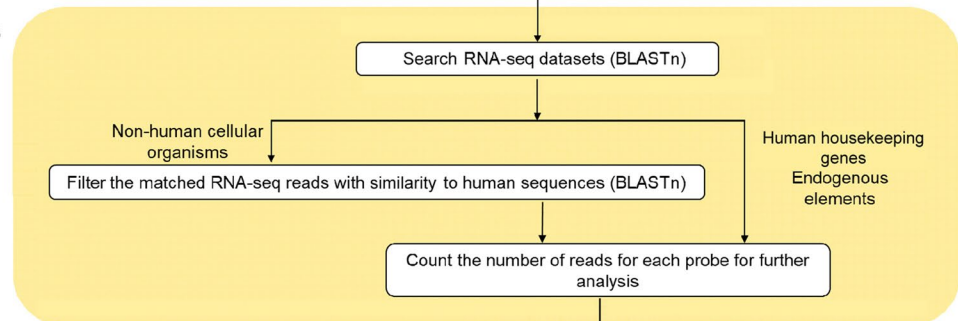 Search RNA-seq datasets (BLASTn)
Non-human cellular
organisms
Human housekeeping
genes
Endogenous
elements
Filter the matched RNA-seq reads with similarity to human sequences (BLASTn)
Count the number of reads for each probe for further
analysis